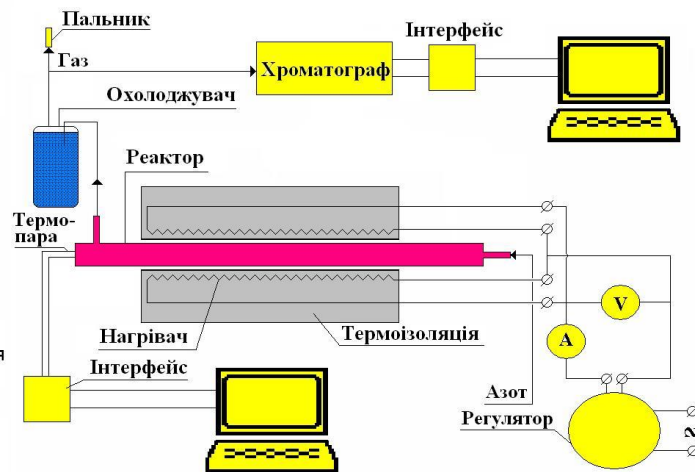 Пальник
Інтерфейс
Газ
Хроматограф
Охолоджувач
Реактор
Термо-
пара
V
Нагрівач
Термоізоляція
A
я
Інтерфейс
Азот
Регулятор
~